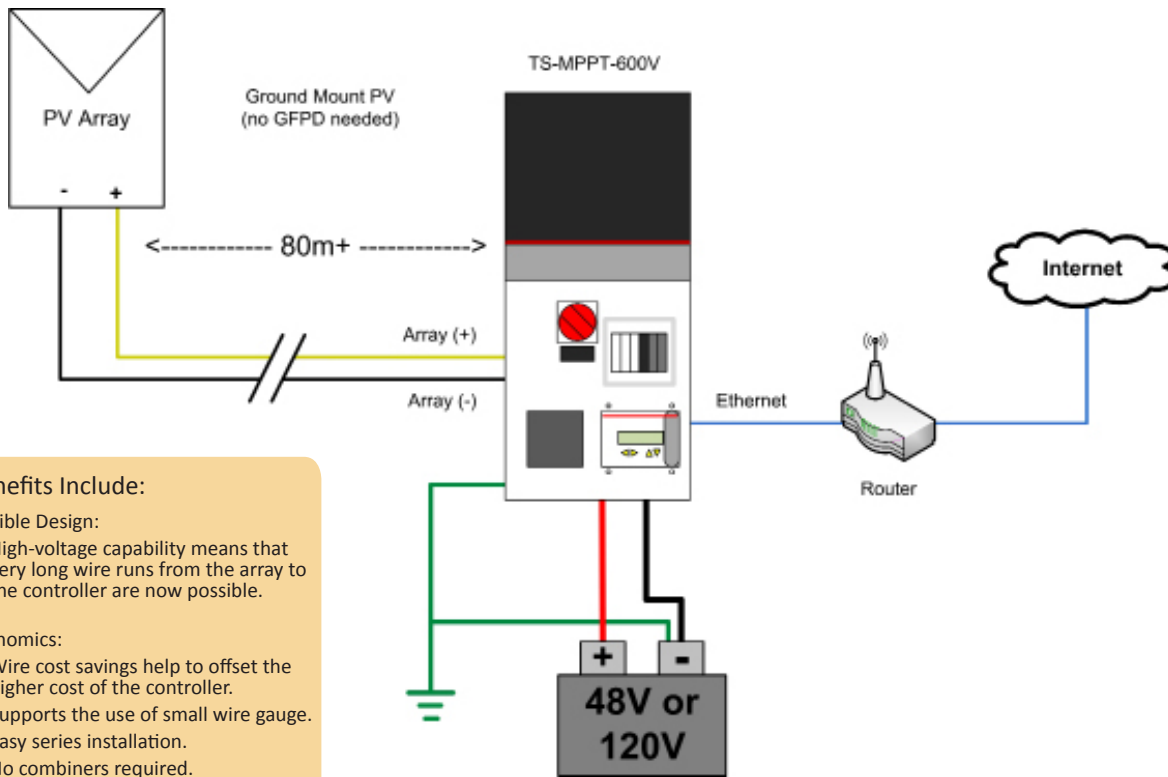 PV Array
- +
Ground Mount PV
(no GFPD needed)
TS-MPPT-600V
<------------ 80m+ ------------>
Array (+)
Array (-)
Ethernet
Router
Internet
+ -
48V or
120V
nefits Include:
ible Design:
High-voltage capability means that
ery long wire runs from the array to
he controller are now possible.
nomics:
Wire cost savings help to offset the
igher cost of the controller.
upports the use of small wire gauge.
asy series installation.
No combiners required.